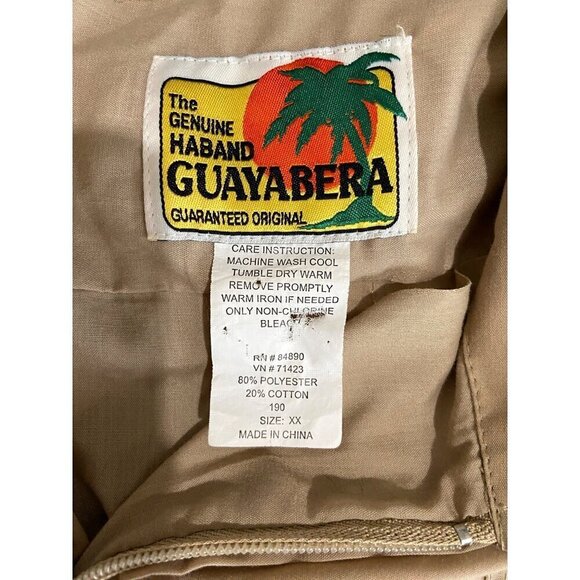 The
GENUINE
HABAND
GUAYABERA
GUARANTEED ORIGINAL
CARE INSTRUCTION:
MACHINE WASH COOL
TUMBLE DRY WARM
REMOVE PROMPTLY
WARM IRON IF NEEDED
ONLY NON-CHLORINE
BLEACH
RN # 84890
VN # 71423
80% POLYESTER
20% COTTON
190
SIZE: XX
MADE IN CHINA